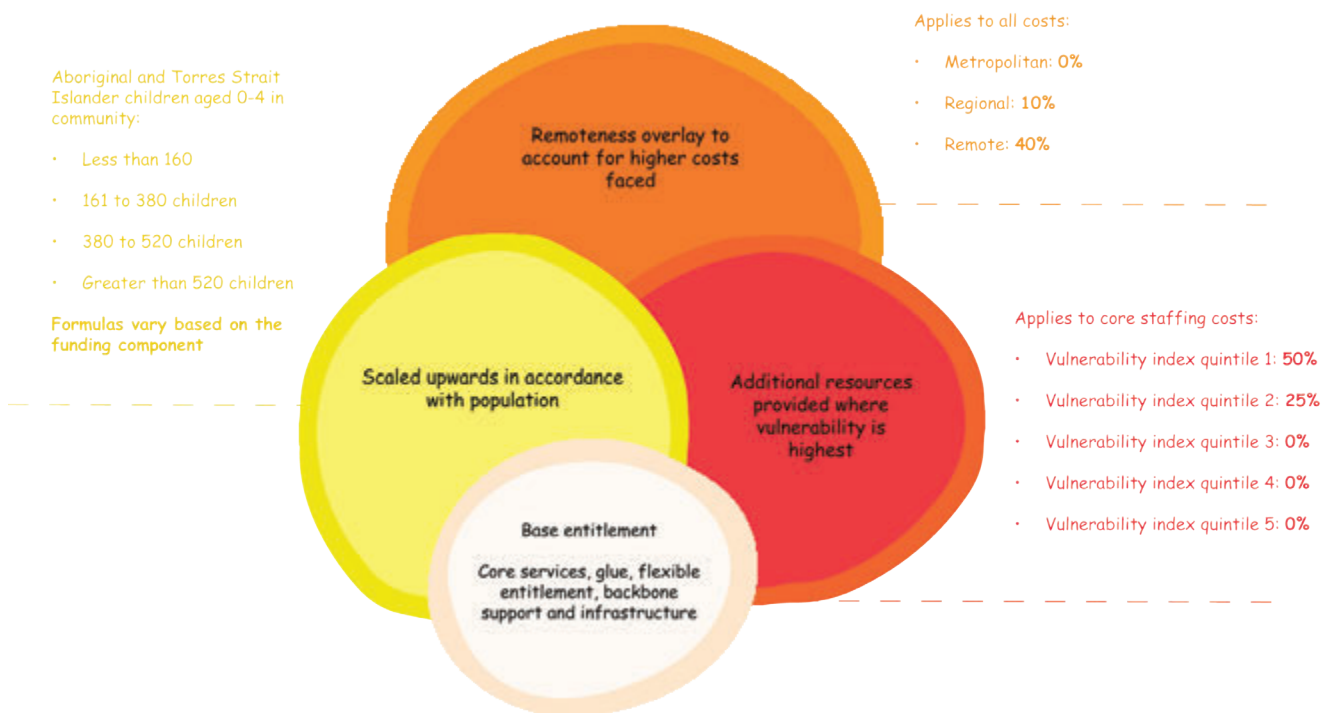 Applies to all costs:
• Metropolitan: 0%
• Regional: 10%
• Remote: 40%
Aboriginal and Torres Strait
Islander children aged 0-4 in
community:
• Less than 160
• 161 to 380 children
• 380 to 520 children
• Greater than 520 children
Formulas vary based on the
funding component
Remoteness overlay to
account for higher costs
faced
Scaled upwards in accordance
with population
Additional resources
provided where
vulnerability is
highest
Applies to core staffing costs:
• Vulnerability index quintile 1: 50%
• Vulnerability index quintile 2: 25%
• Vulnerability index quintile 3: 0%
• Vulnerability index quintile 4: 0%
• Vulnerability index quintile 5: 0%
Base entitlement
Core services, glue, flexible
entitlement, backbone
support and infrastructure